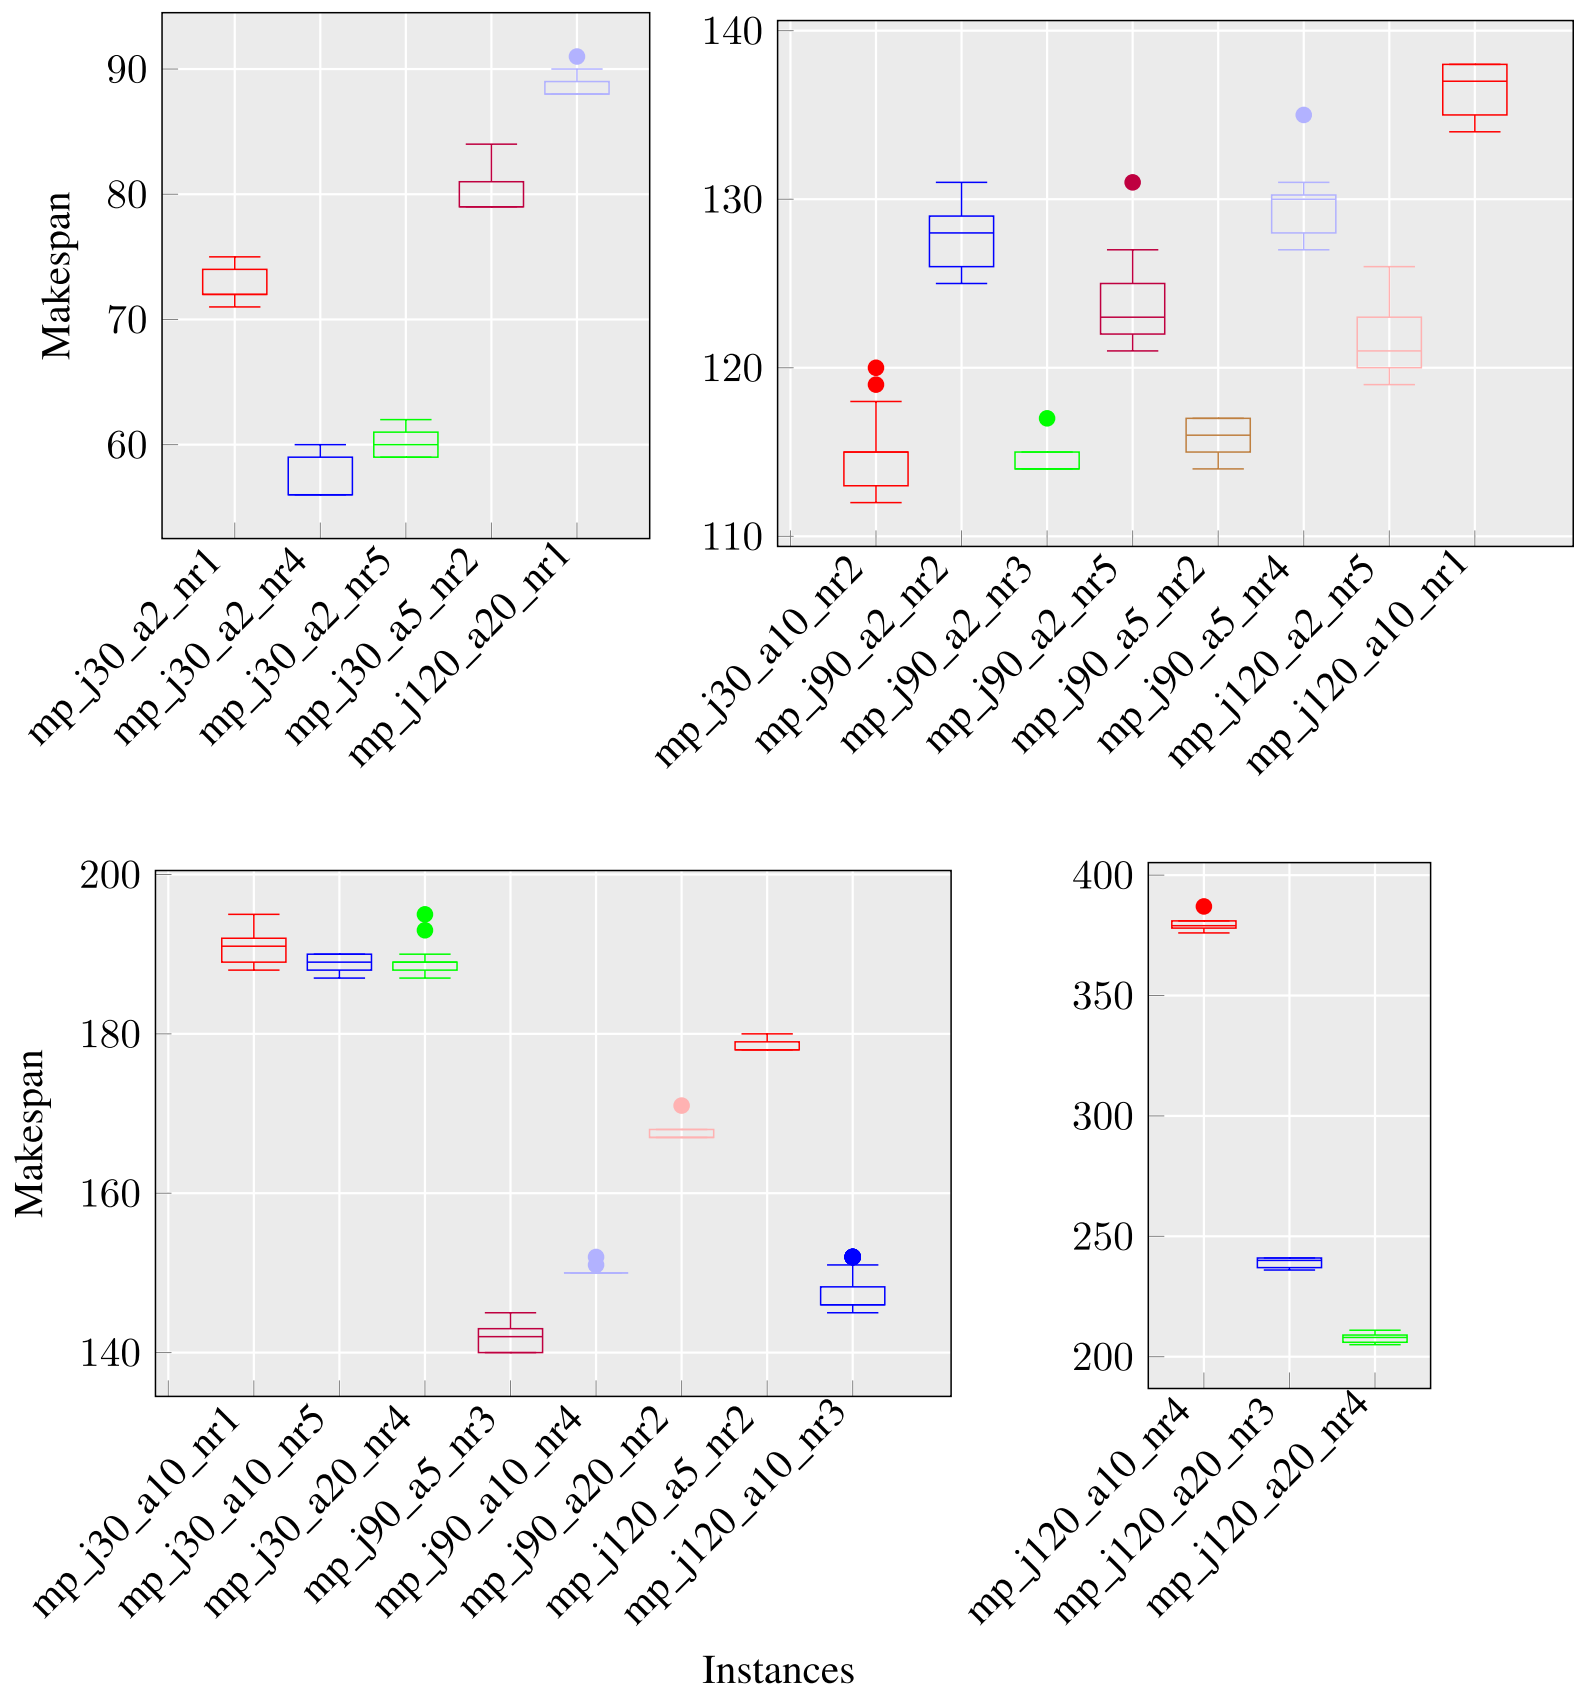 Makespan
90
80
70
60
mp_j30_a2_nr1
mp_j30_a2_nr4
mp_j30_a2_nr5
mp_j30_a5_nr2
mp_j120_a20_nr1
140
130
120
110
mp_j30_a10_nr2
mp_j90_a2_nr2
mp_j90_a2_nr3
mp_j90_a2_nr5
mp_j90_a5_nr2
mp_j90_a5_nr4
mp_j120_a2_nr5
mp_j120_a10_nr1
Makespan
200
180
160
140
mp_j30_a10_nr1
mp_j30_a10_nr5
mp_j30_a20_nr4
mp_j90_a5_nr3
mp_j90_a10_nr4
mp_j90_a20_nr2
mp_j120_a5_nr2
mp_j120_a10_nr3
400
350
300
250
200
mp_j120_a10_nr4
mp_j120_a20_nr3
mp_j120_a20_nr4
Instances